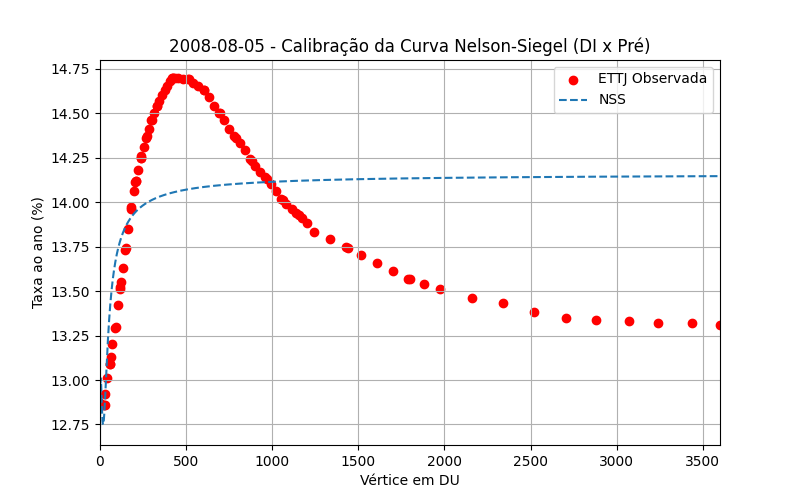 2008-08-05 - Calibração da Curva Nelson-Siegel (DI x Pré)
ETTJ Observada
NSS
14.75
14.50
14.25
14.00
13.75
13.50
13.25
13.00
12.75
Taxa ao ano (%)
0 500 1000 1500 2000 2500 3000 3500
Vértice em DU